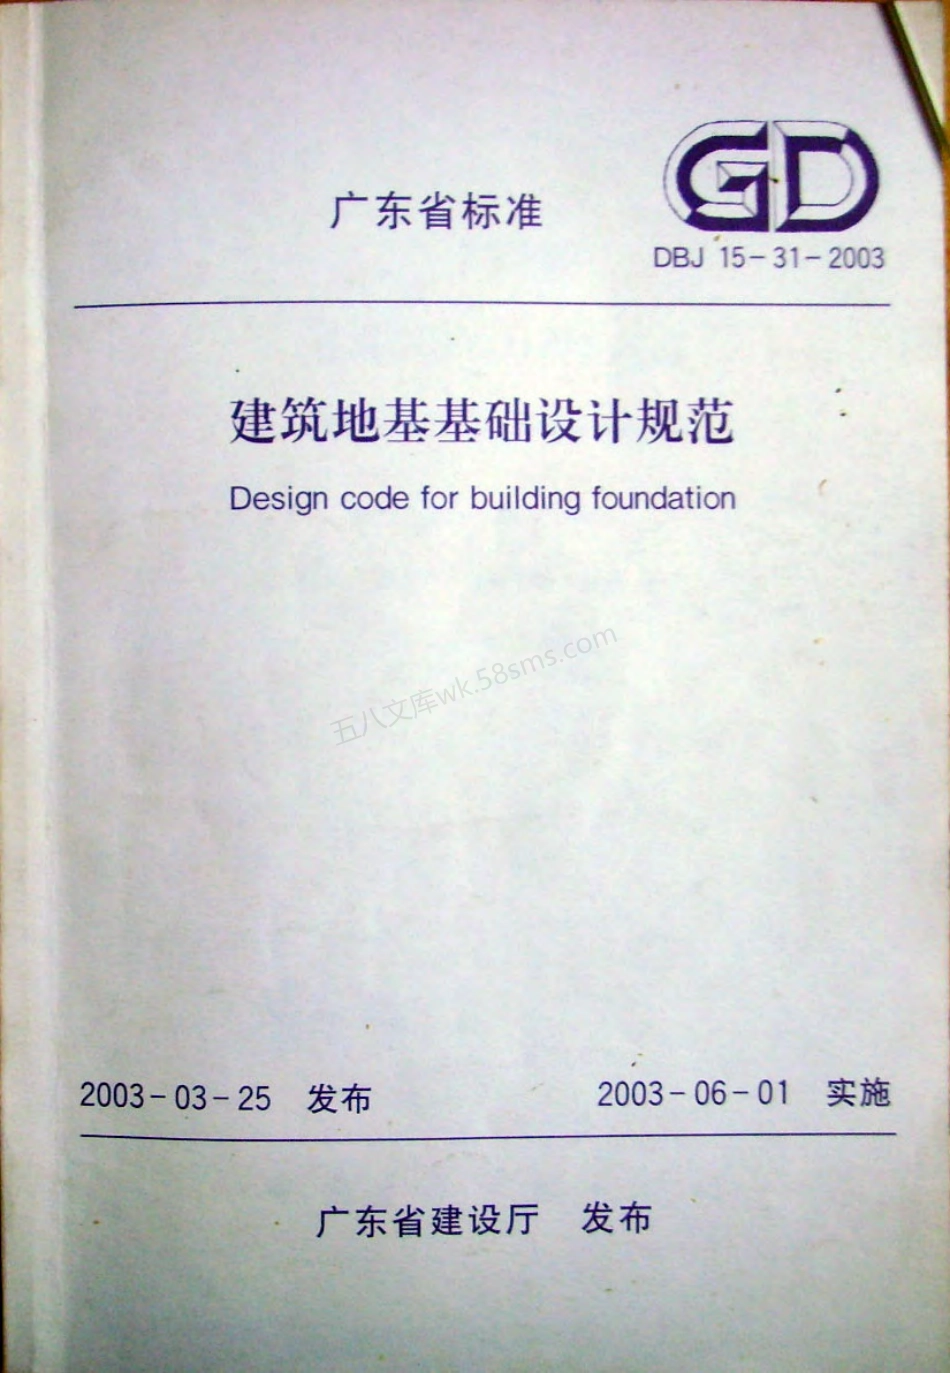 广东省标准
GD
DBJ 15-31-2003
建筑地基基础设计规范
Design code for building foundation
五八文库wk.58sms.com
2003-03-25 发布
2003-06-01 实施
广东省建设厅 发布